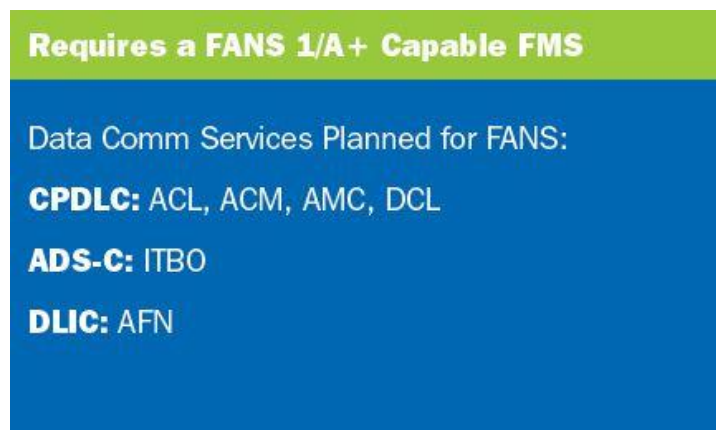 Requires a FANS 1/A+ Capable FMS
Data Comm Services Planned for FANS:
CPDLC: ACL, ACM, AMC, DCL
ADS-C: ITBO
DLIC: AFN